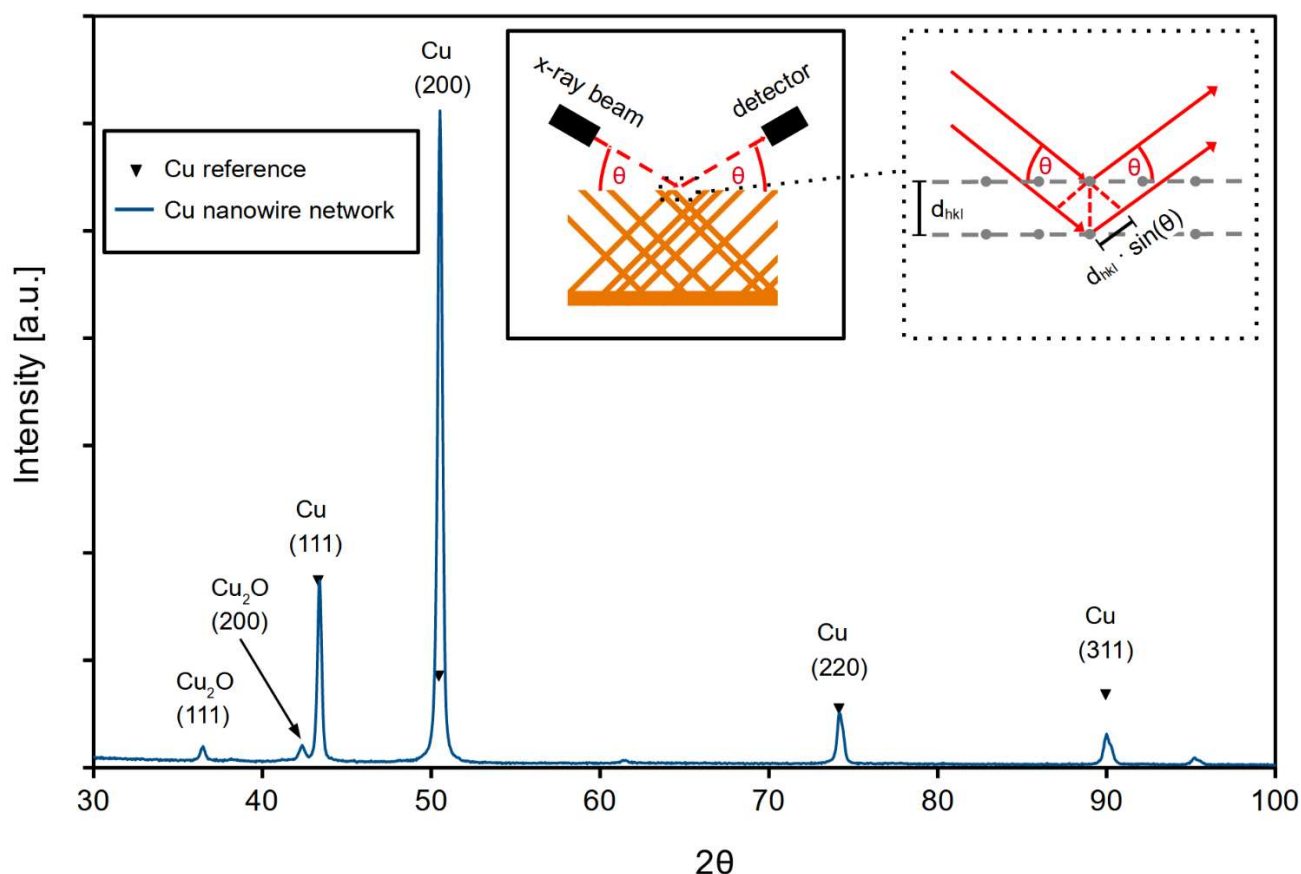 Cu
(200)
x-ray beam
detector
θ
θ
θ
θ
dhkl
dhkl · sin(θ)
Cu reference
Cu nanowire network
Intensity [a.u.]
Cu
(111)
Cu₂O
(200)
Cu₂O
(111)
Cu
(220)
Cu
(311)
30 40 50 60 70 80 90 100
2θ